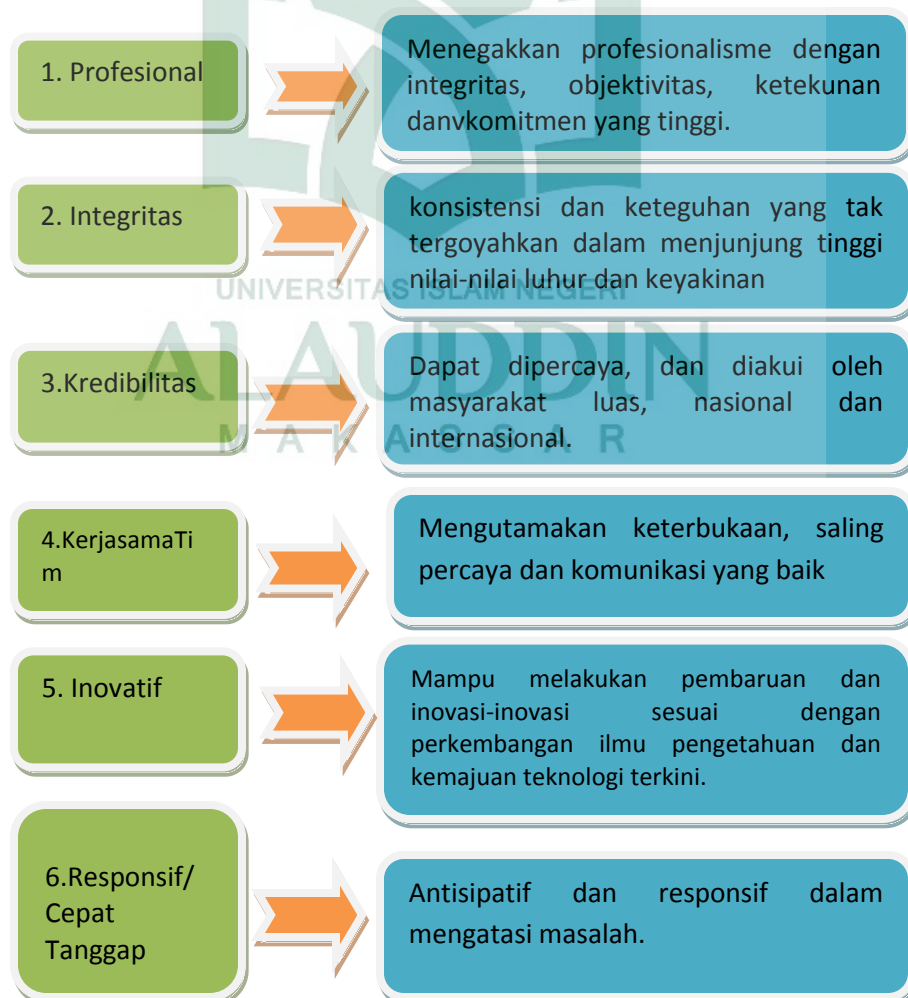 1. Profesional
Menegakkan profesionalisme dengan
integritas, objektivitas, ketekunan
danvkomitmen yang tinggi.
2. Integritas
konsistensi dan keteguhan yang tak
tergoyahkan dalam menjunjung tinggi
nilai-nilai luhur dan keyakinan
UNIVERSITAS ISLAM NEGERI
ALAUDDIN
3.Kredibilitas
Dapat dipercaya, dan diakui oleh
masyarakat luas, nasional dan
internasional.
MAKASSAR
4.KerjasamaTi
m
Mengutamakan keterbukaan, saling
percaya dan komunikasi yang baik
5. Inovatif
Mampu melakukan pembaruan dan
inovasi-inovasi sesuai dengan
perkembangan ilmu pengetahuan dan
kemajuan teknologi terkini.
6.Responsif/
Cepat
Tanggap
Antisipatif dan responsif dalam
mengatasi masalah.